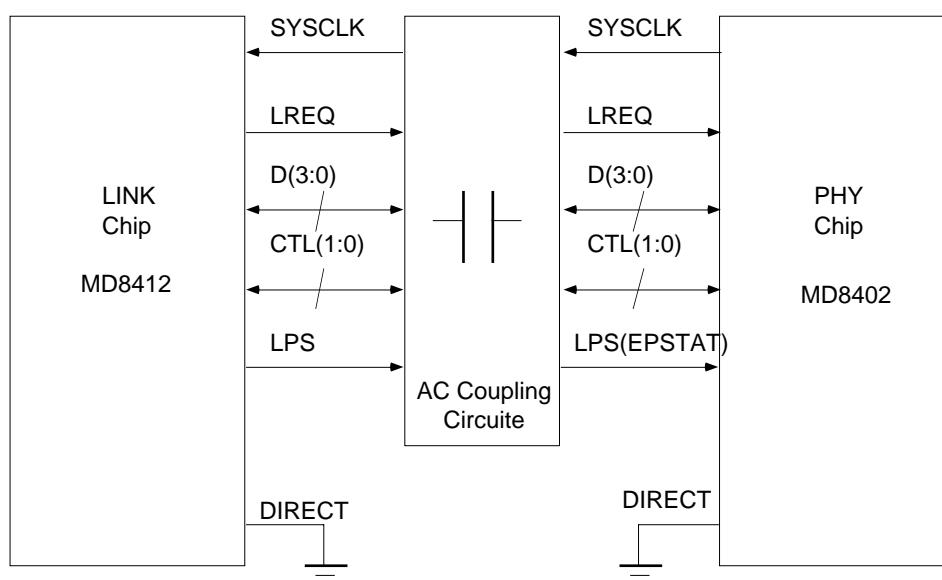 SYSCLK
SYSCLK
LREQ
LREQ
D(3:0)
D(3:0)
LINK
Chip
MD8412
PHY
Chip
MD8402
CTL(1:0)
CTL(1:0)
LPS
LPS(EPSTAT)
AC Coupling
Circuite
DIRECT
DIRECT